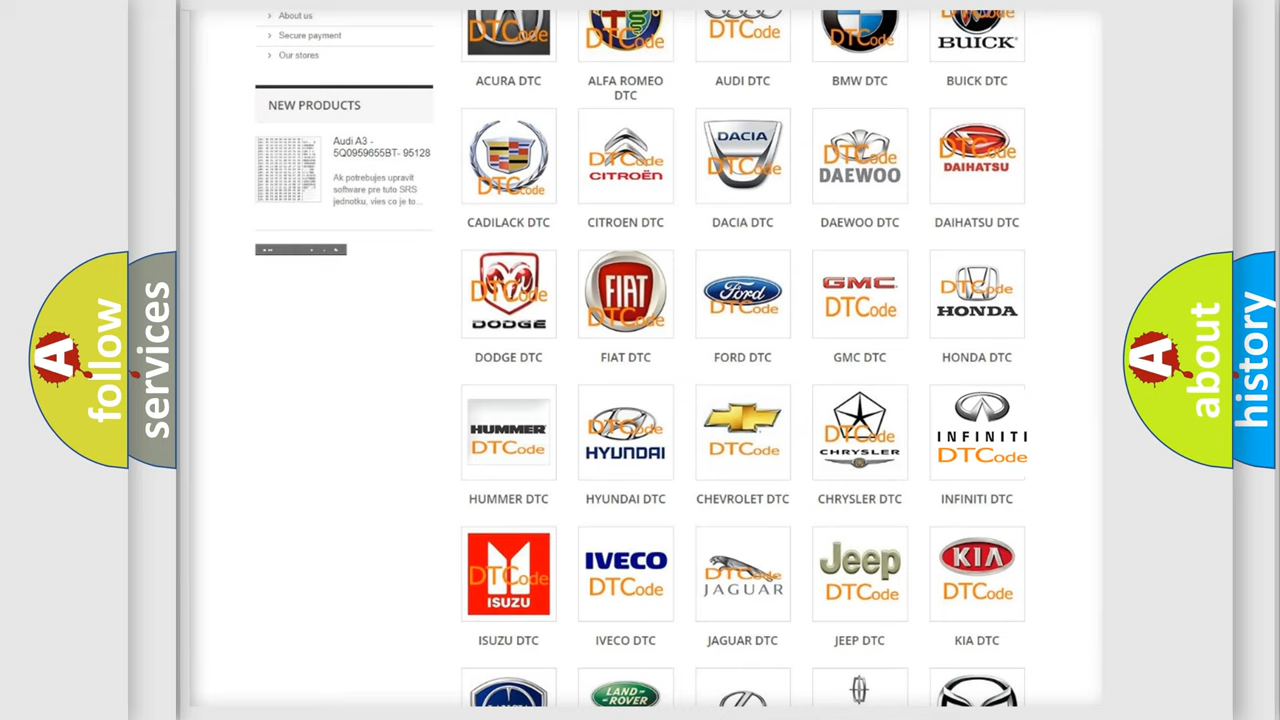 About us
Secure payment
Our stores
NEW PRODUCTS
Audi A3 -
5Q0959655BT- 95128
Ak potrebujes upravit
software pre tuto SRS
jednotku, vies co je to...
DTCode
DTCode
DTCode
DTCode
BUICK
ACURA DTC
ALFA ROMEO
DTC
AUDI DTC
BMW DTC
BUICK DTC
DTCode
DTCode
CITROËN
DACIA
DTCode
DTCode
DAEWOO
DTCode
DAIHATSU
CADILACK DTC
CITROEN DTC
DACIA DTC
DAEWOO DTC
DAIHATSU DTC
DTCode
DODGE
FIAT
DTCode
Ford
DTCode
GMC
DTCode
DTCode
HONDA
DODGE DTC
FIAT DTC
FORD DTC
GMC DTC
HONDA DTC
HUMMER
DTCode
DTCode
HYUNDAI
DTCode
DTCode
CHRYSLER
INFINITI
DTCode
HUMMER DTC
HYUNDAI DTC
CHEVROLET DTC
CHRYSLER DTC
INFINITI DTC
DTCode
ISUZU
IVECO
DTCode
DTCode
JAGUAR
Jeep
DTCode
KIA
DTCode
ISUZU DTC
IVECO DTC
JAGUAR DTC
JEEP DTC
KIA DTC
LAND-
ROVER
A
follow
services
A
about
history